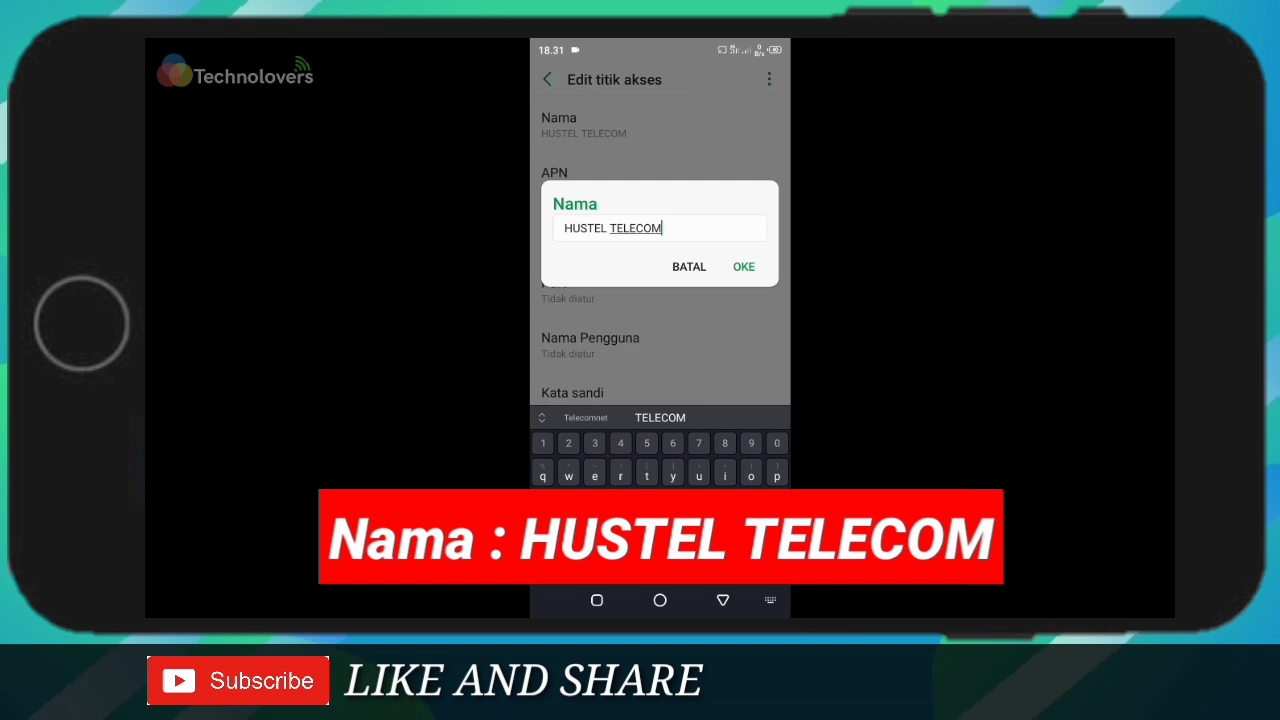 Technolovers
18.31
0
B/s
Edit titik akses
Nama
HUSTEL TELECOM
APN
Nama
HUSTEL TELECOM
BATAL OKE
Tidak diatur
Nama Pengguna
Tidak diatur
Kata sandi
Telecomnet TELECOM
1 2 3 4 5 6 7 8 9 0
q w e r t y u i o p
Nama : HUSTEL TELECOM
Subscribe LIKE AND SHARE